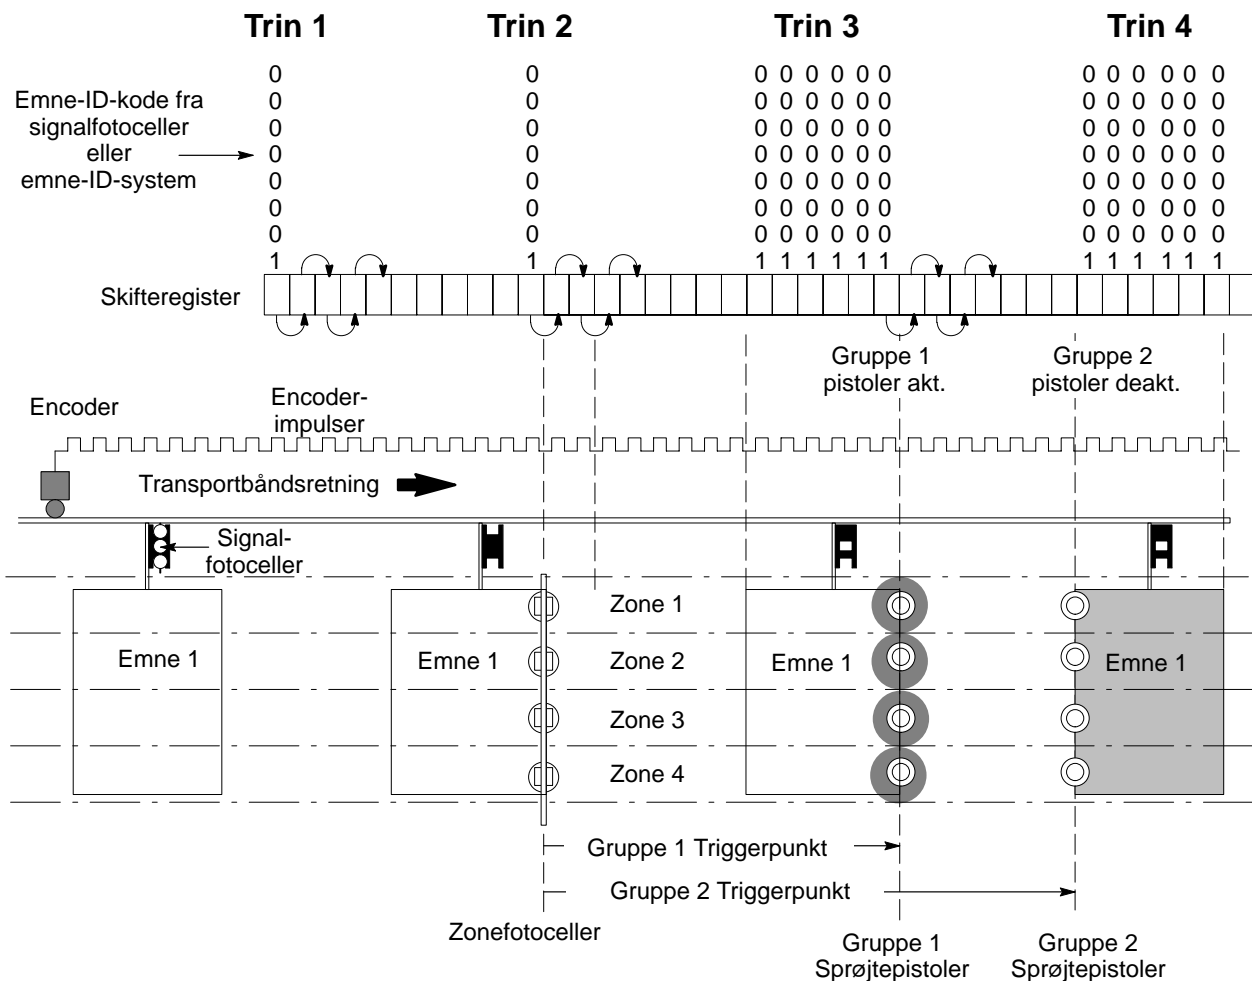 Trin 1 Trin 2 Trin 3 Trin 4
0 0 0 0 0 0 0 0 0 0 0 0 0 0
0 0 0 0 0 0 0 0 0 0 0 0 0 0
0 0 0 0 0 0 0 0 0 0 0 0 0 0
0 0 0 0 0 0 0 0 0 0 0 0 0 0
0 0 0 0 0 0 0 0 0 0 0 0 0 0
0 0 0 0 0 0 0 0 0 0 0 0 0 0
0 0 0 0 0 0 0 0 0 0 0 0 0 0
1 1 1 1 1 1 1 1 1 1 1 1 1 1
Emne-ID-kode fra
signalfotoceller
eller
emne-ID-system
Skifteregister
Gruppe 1
pistoler akt.
Gruppe 2
pistoler deakt.
Encoder
Encoder-
impulser
Transportbåndsretning
Signal-
fotoceller
Emne 1
Emne 1
Zone 1
Zone 2
Zone 3
Zone 4
Emne 1
Emne 1
Gruppe 1 Triggerpunkt
Gruppe 2 Triggerpunkt
Zonefotoceller
Gruppe 1
Sprøjtepistoler
Gruppe 2
Sprøjtepistoler